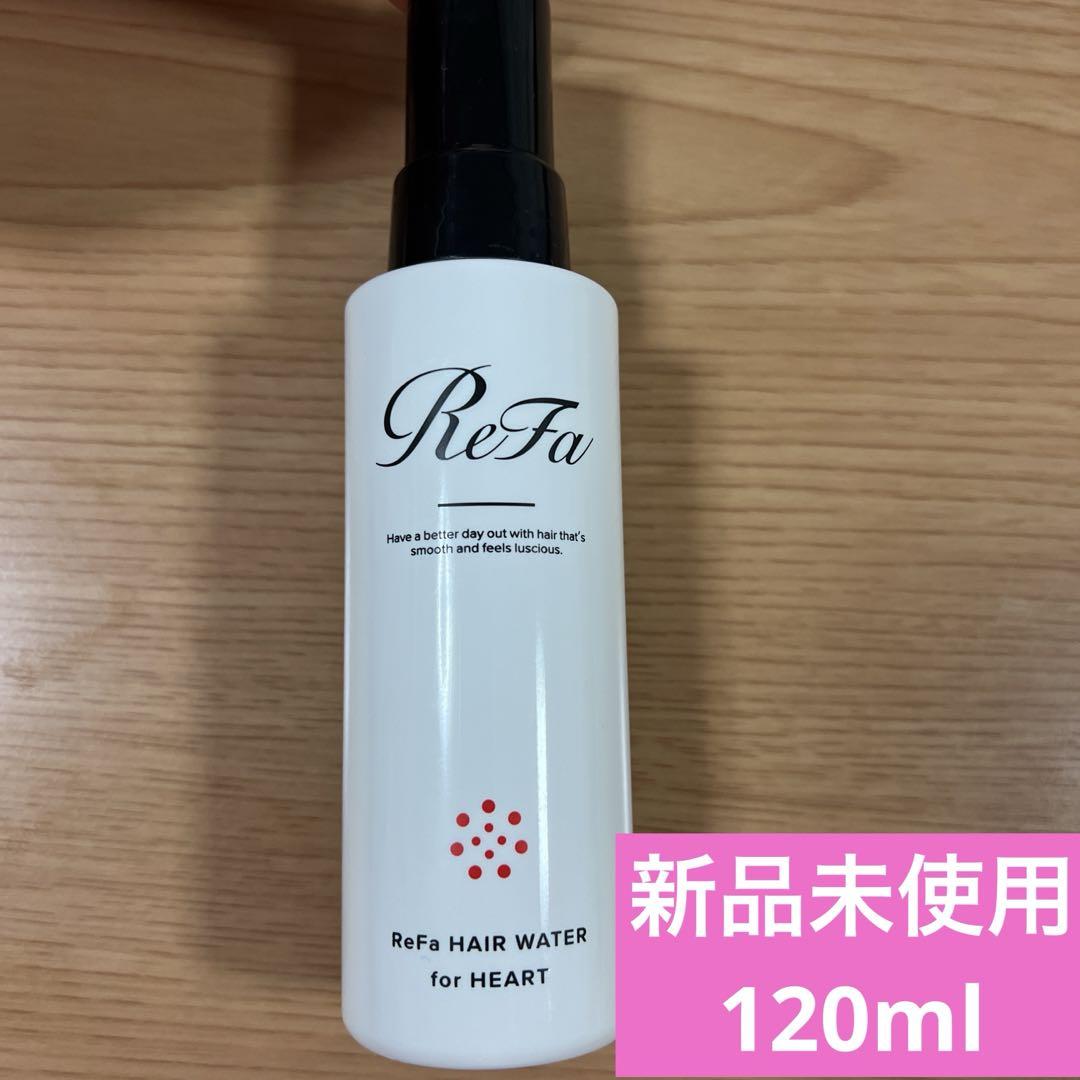 ReFa
Have a better day out with hair that's
smooth and feels luscious.
ReFa HAIR WATER
for HEART
新品未使用
120ml